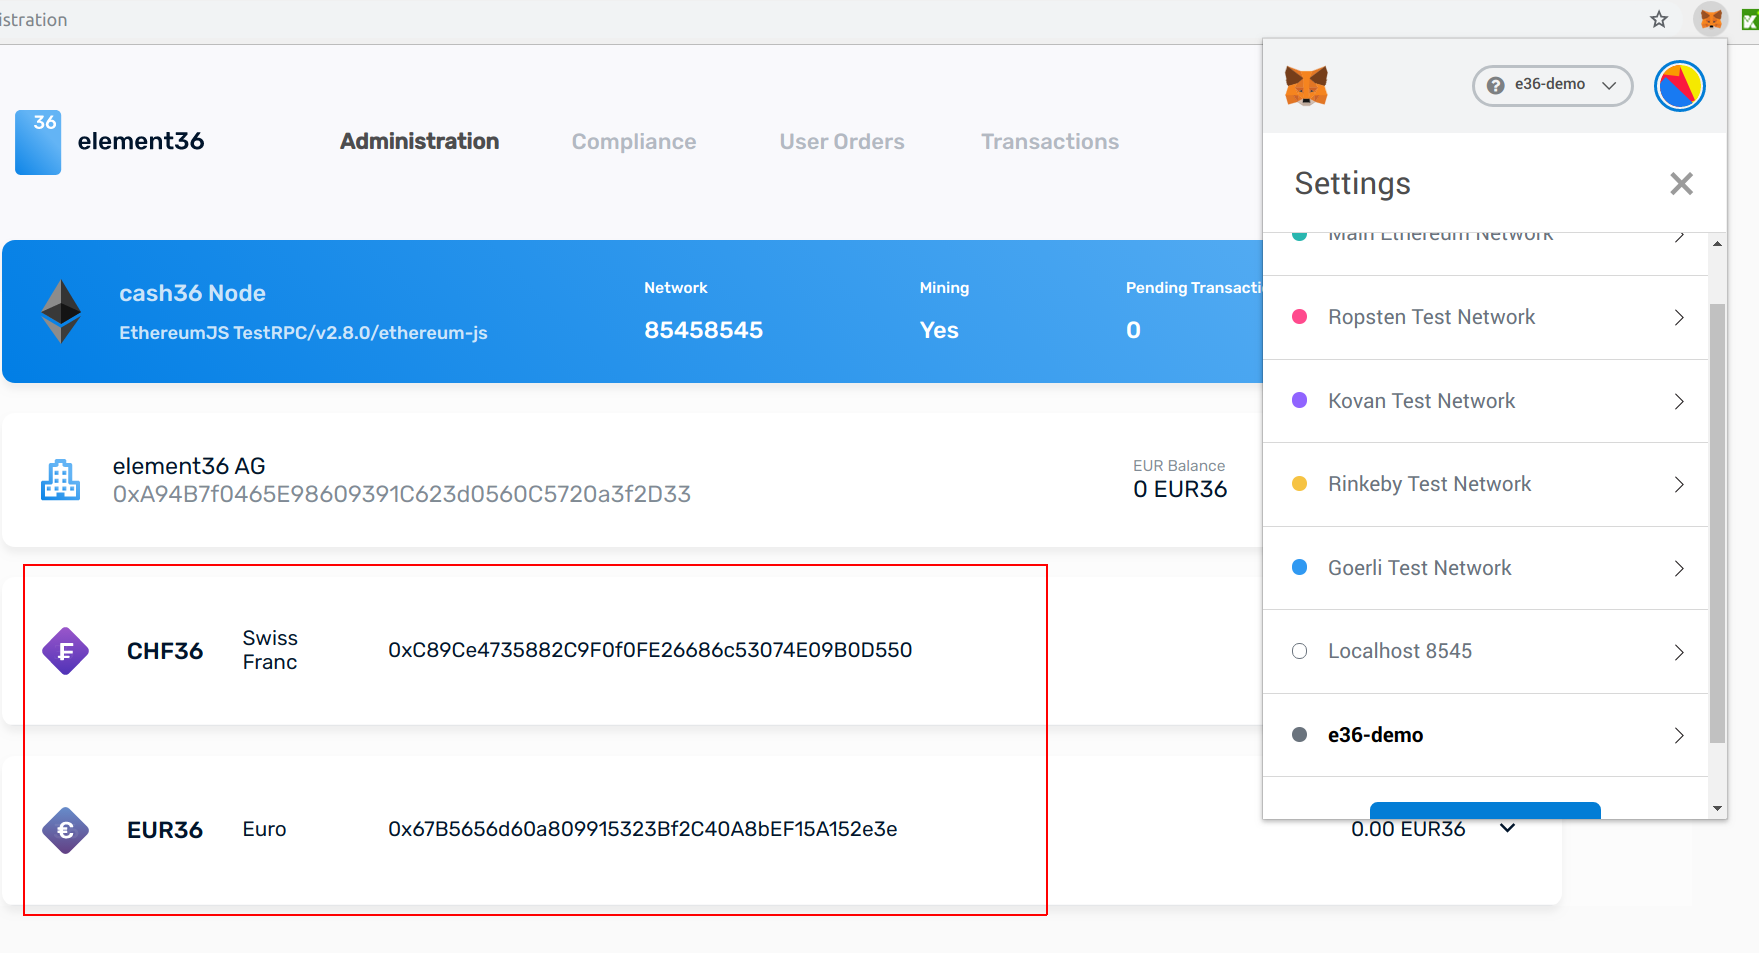 istration
36
element36
Administration
Compliance
User Orders
Transactions
cash36 Node
EthereumJS TestRPC/v2.8.0/ethereum-js
Network
85458545
Mining
Yes
Pending Transacti
0
element36 AG
0xA94B7f0465E98609391C623d0560C5720a3f2D33
EUR Balance
0 EUR36
CHF36
Swiss
Franc
0xC89Ce4735882C9F0f0FE26686c53074E09B0D550
€
EUR36
Euro
0x67B5656d60a809915323Bf2C40A8bEF15A152e3e
0.00 EUR36
e36-demo
Settings
Main Ethereum Network
Ropsten Test Network
Kovan Test Network
Rinkeby Test Network
Goerli Test Network
Localhost 8545
e36-demo